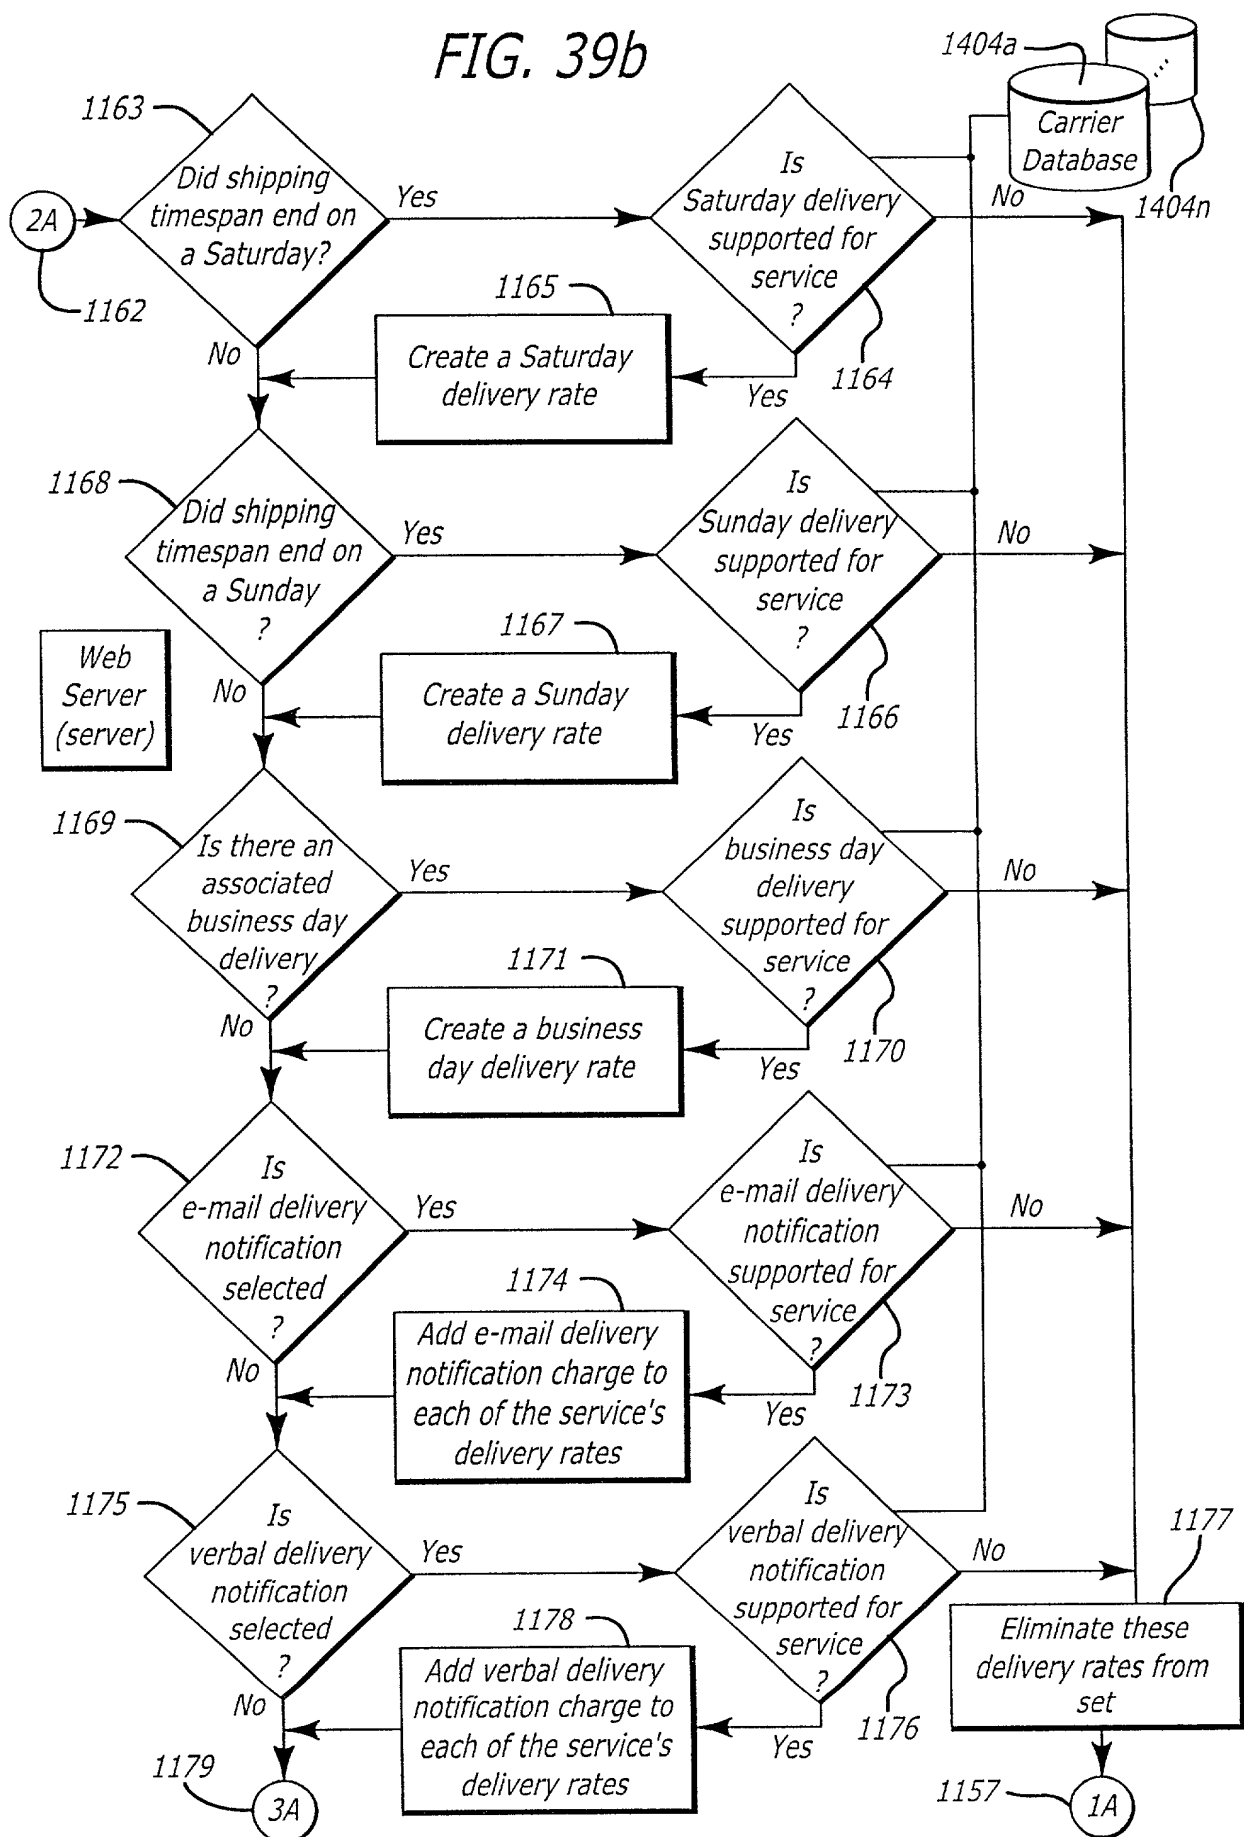 FIG. 39b
1404a
Carrier
Database
1404n
1163
Did shipping
timespan end on
a Saturday?
Yes
Is
Saturday delivery
supported for
service
?
No
2A
1162
1165
Create a Saturday
delivery rate
No
Yes
1164
1168
Did shipping
timespan end on
a Sunday
?
Yes
Is
Sunday delivery
supported for
service
?
No
Web
Server
(server)
1167
Create a Sunday
delivery rate
No
Yes
1166
1169
Is there an
associated
business day
delivery
?
Yes
Is
business day
delivery
supported for
service
?
No
1171
Create a business
day delivery rate
No
Yes
1170
1172
Is
e-mail delivery
notification
selected
?
Yes
Is
e-mail delivery
notification
supported for
service
?
No
1174
Add e-mail delivery
notification charge to
each of the service's
delivery rates
No
Yes
1173
1175
Is
verbal delivery
notification
selected
?
Yes
Is
verbal delivery
notification
supported for
service
?
No
1177
Eliminate these
delivery rates from
set
1178
Add verbal delivery
notification charge to
each of the service's
delivery rates
No
Yes
1176
1179
3A
1157
1A